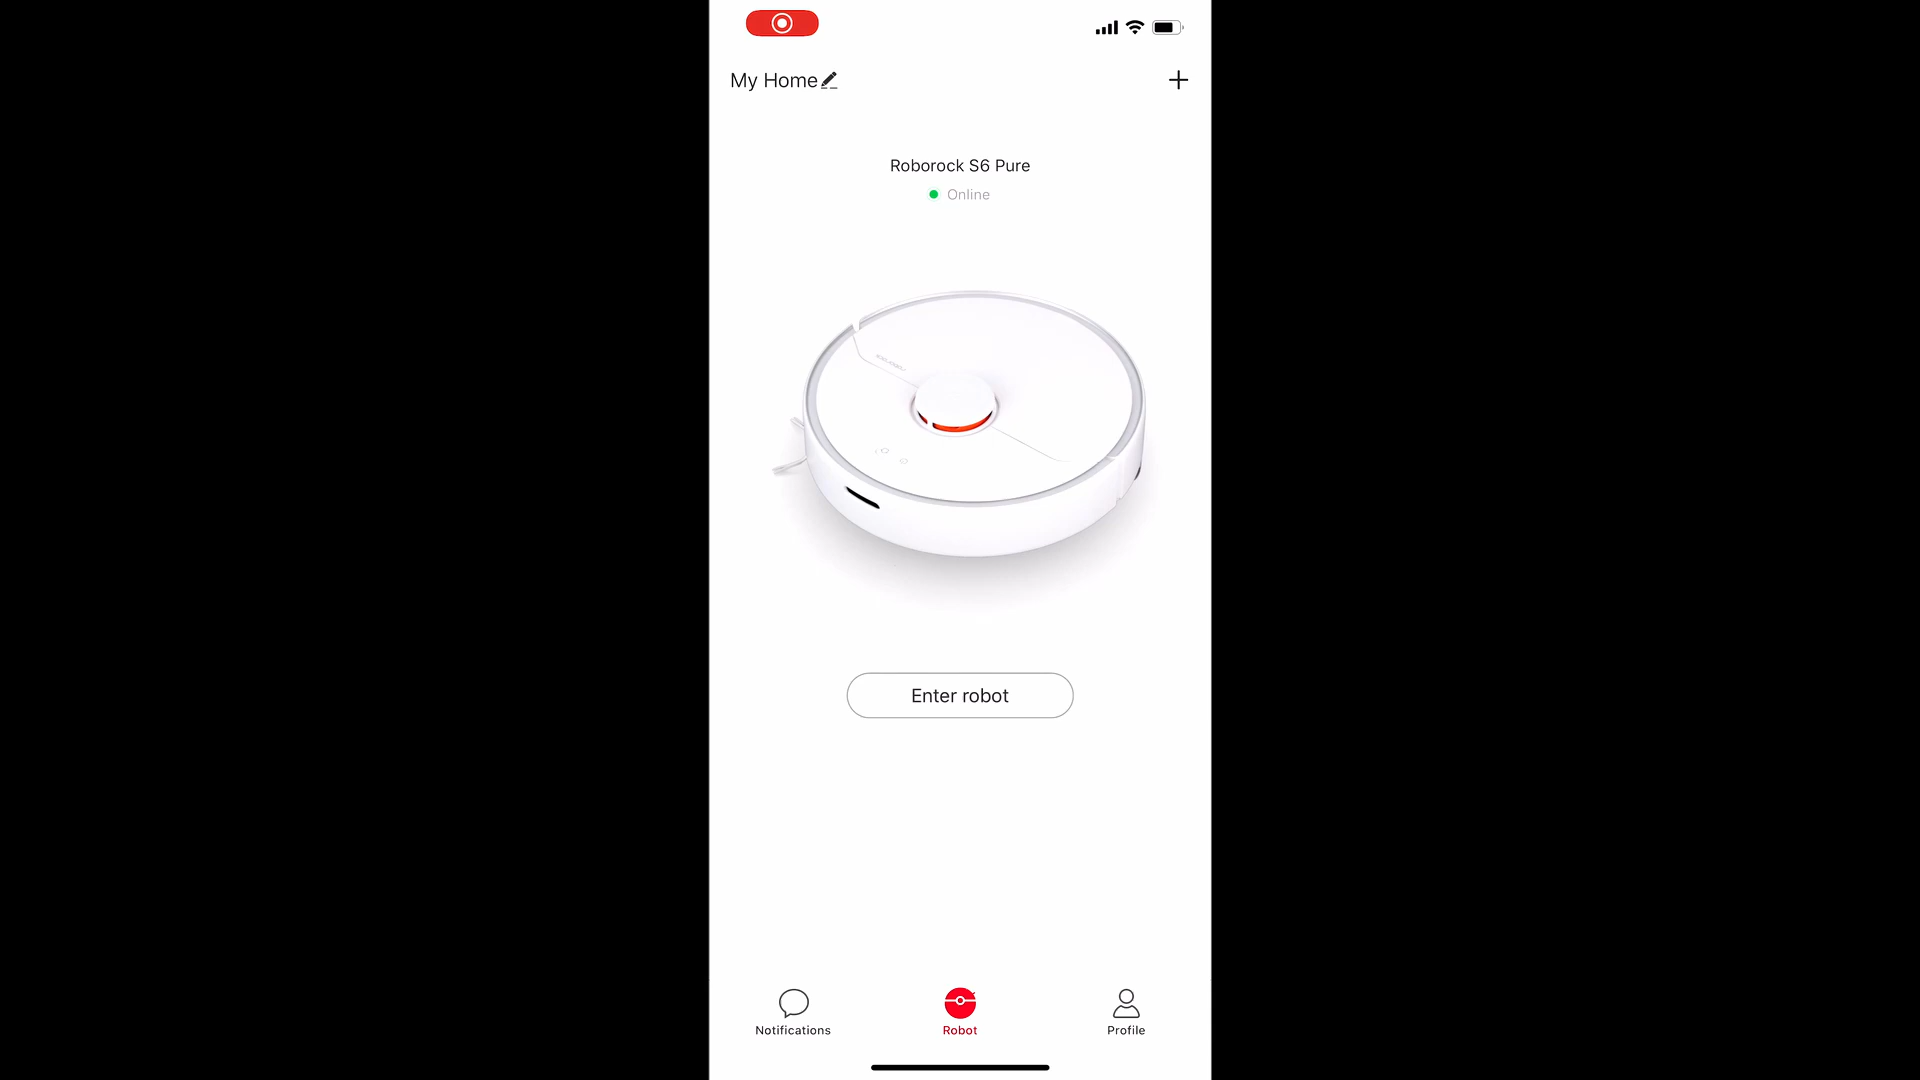 My Home
Roborock S6 Pure
Online
Enter robot
Notifications
Robot
Profile